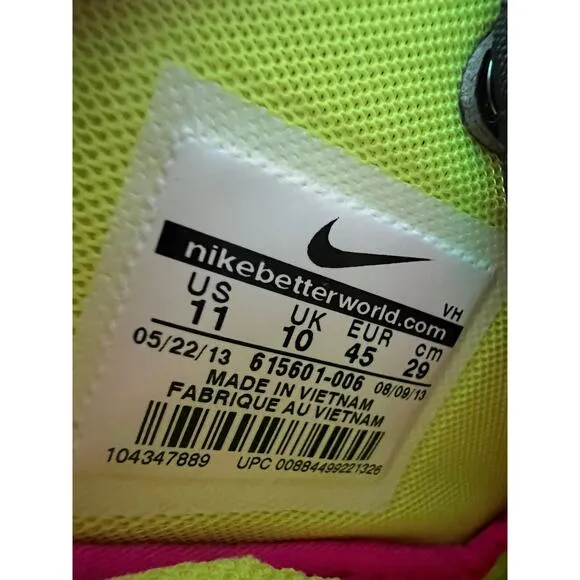 nikebetterworld.com
VH
US UK EUR cm
11 10 45 29
05/22/13 615601-006 08/09/13
MADE IN VIETNAM
FABRIQUE AU VIETNAM
104347889 UPC 00884499221326